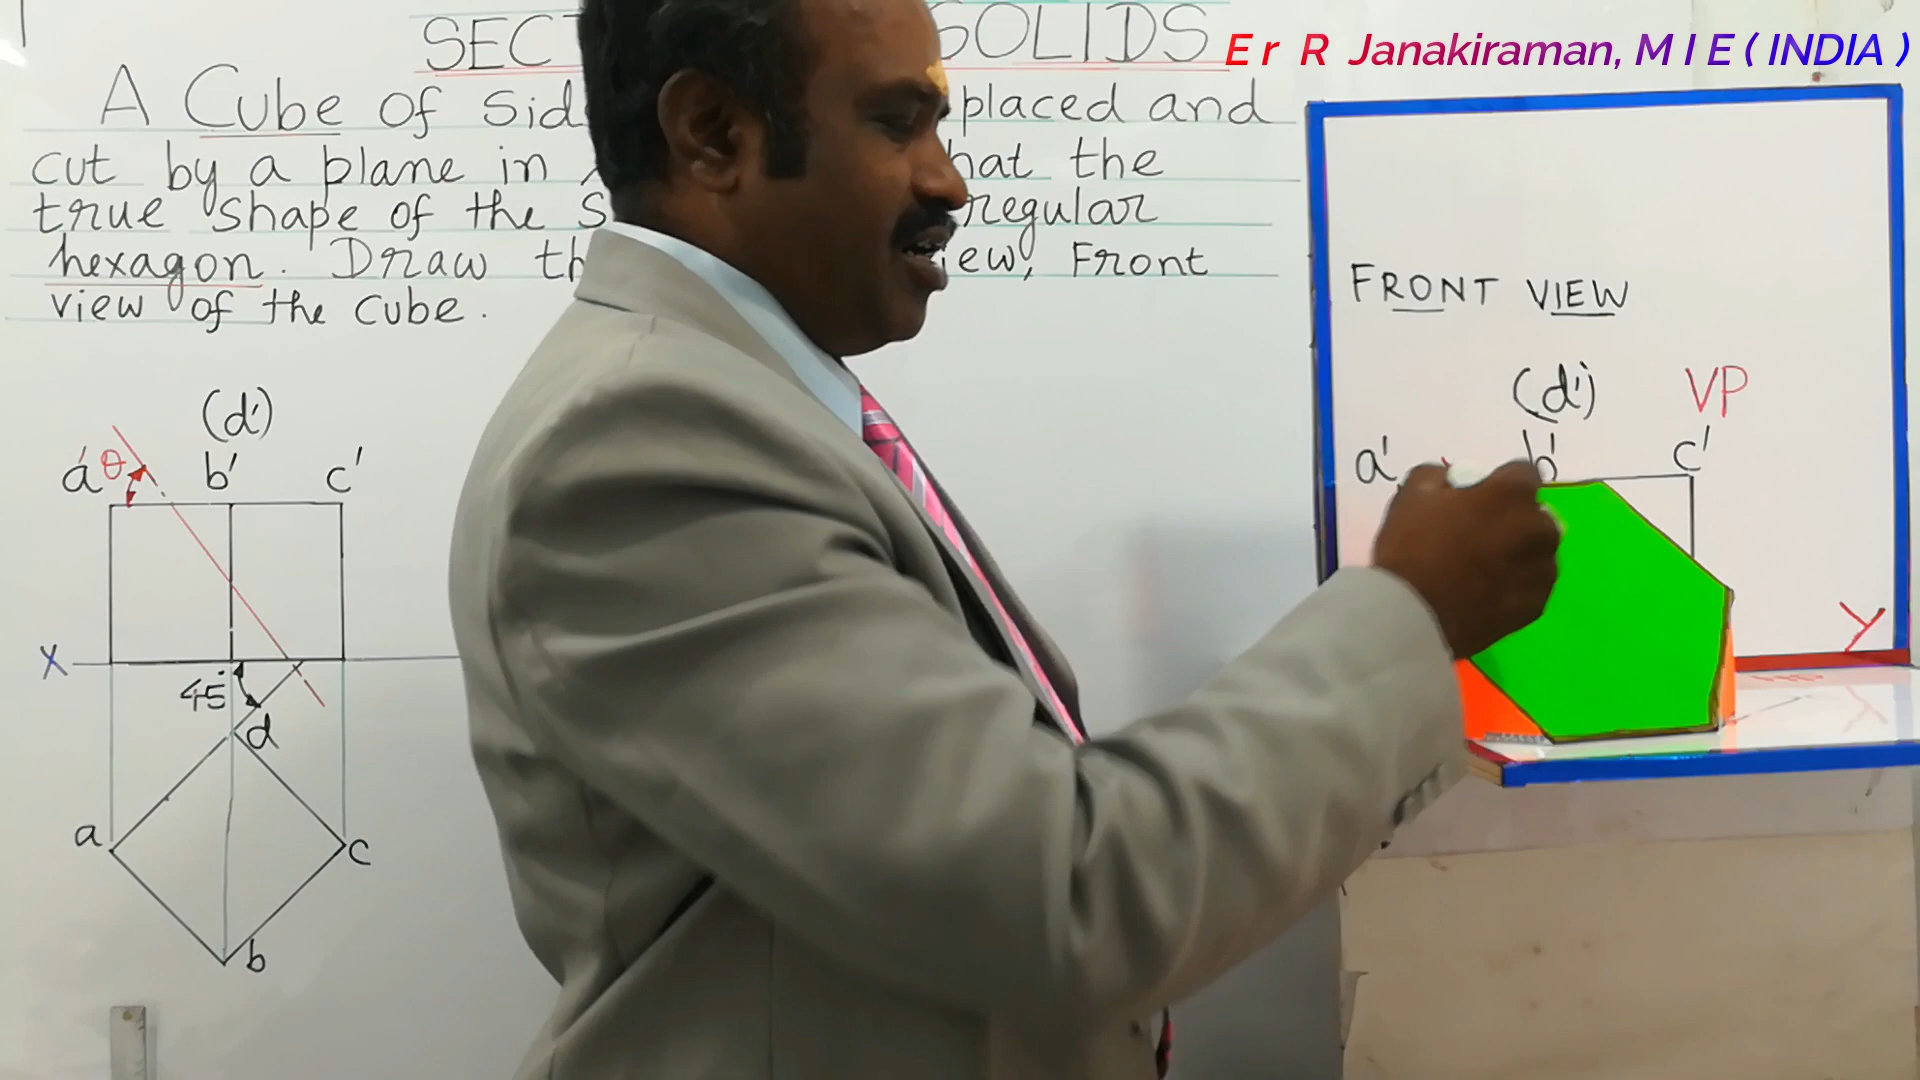 SECT SOLIDS
Er R Janakiraman, M I E ( INDIA )
A Cube of Sid placed and
cut by a plane in hat the
true shape of the S regular
hexagon. Draw th iew, Front
view of the cube.
FRONT VIEW
(d')
VP
a' b' c'
Y
(d')
a' θ b' c'
X
45°
d
a c
b